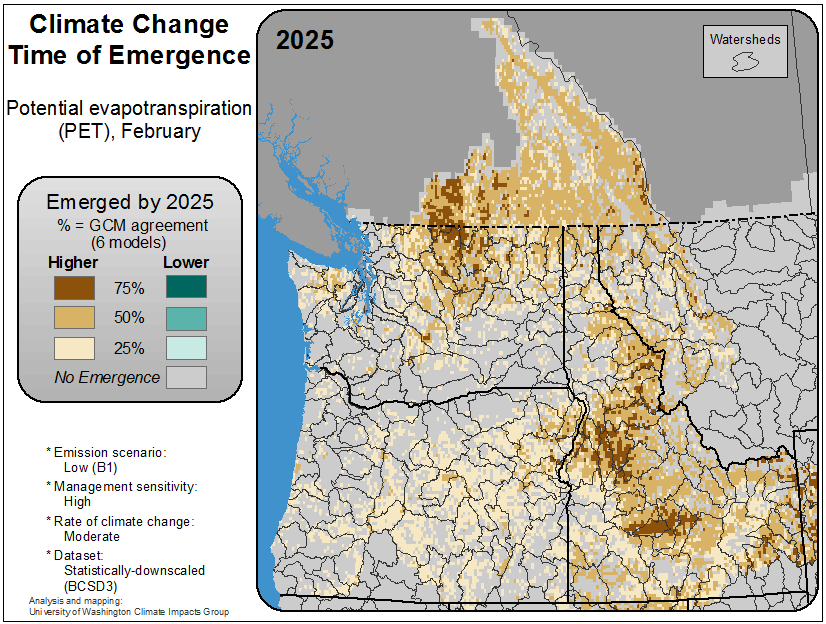 Climate Change
Time of Emergence
Potential evapotranspiration
(PET), February
Emerged by 2025
% = GCM agreement
(6 models)
Higher Lower
75%
50%
25%
No Emergence
* Emission scenario:
Low (B1)
* Management sensitivity:
High
* Rate of climate change:
Moderate
* Dataset:
Statistically-downscaled
(BCSD3)
Analysis and mapping:
University of Washington Climate Impacts Group
2025
Watersheds